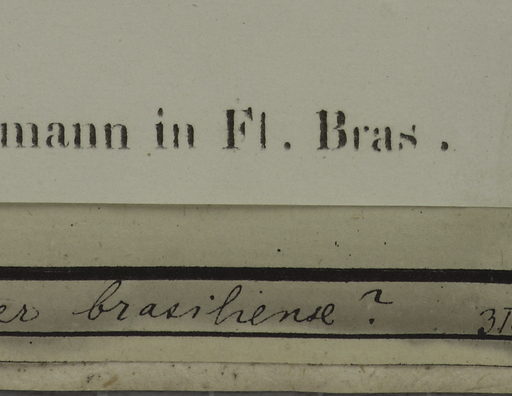 mann in Fl. Bras.
er brasiliense?